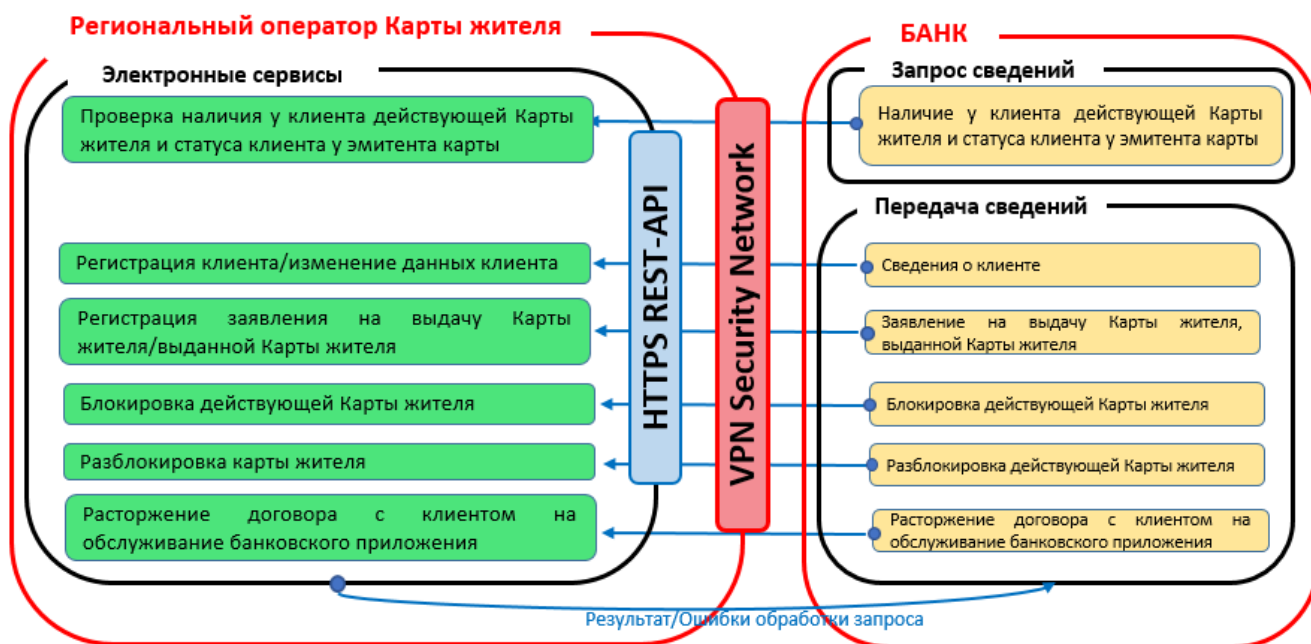 Региональный оператор Карты жителя
Электронные сервисы
Проверка наличия у клиента действующей Карты
жителя и статуса клиента у эмитента карты
Регистрация клиента/изменение данных клиента
Регистрация заявления на выдачу Карты
жителя/выданной Карты жителя
Блокировка действующей Карты жителя
Разблокировка карты жителя
Расторжение договора с клиентом на
обслуживание банковского приложения
HTTPS REST-API
VPN Security Network
БАНК
Запрос сведений
Наличие у клиента действующей Карты
жителя и статуса клиента у эмитента карты
Передача сведений
Сведения о клиенте
Заявление на выдачу Карты жителя,
выданной Карты жителя
Блокировка действующей Карты жителя
Разблокировка действующей Карты жителя
Расторжение договора с клиентом на
обслуживание банковского приложения
Результат/Ошибки обработки запроса